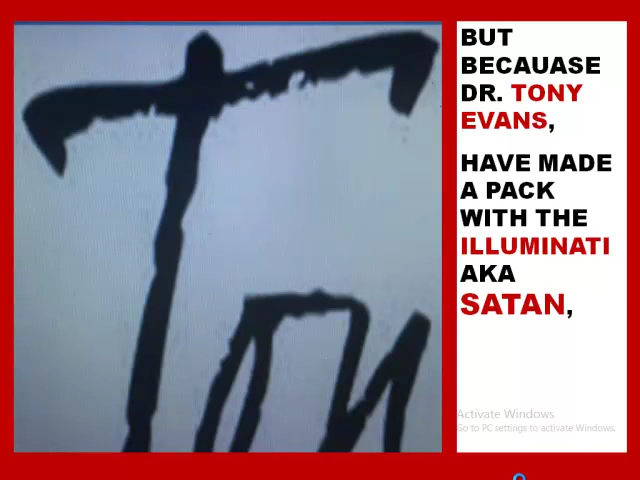 Ton
BUT
BECAUASE
DR. TONY
EVANS,
HAVE MADE
A PACK
WITH THE
ILLUMINATI
AKA
SATAN,
Activate Windows
Go to PC settings to activate Windows.